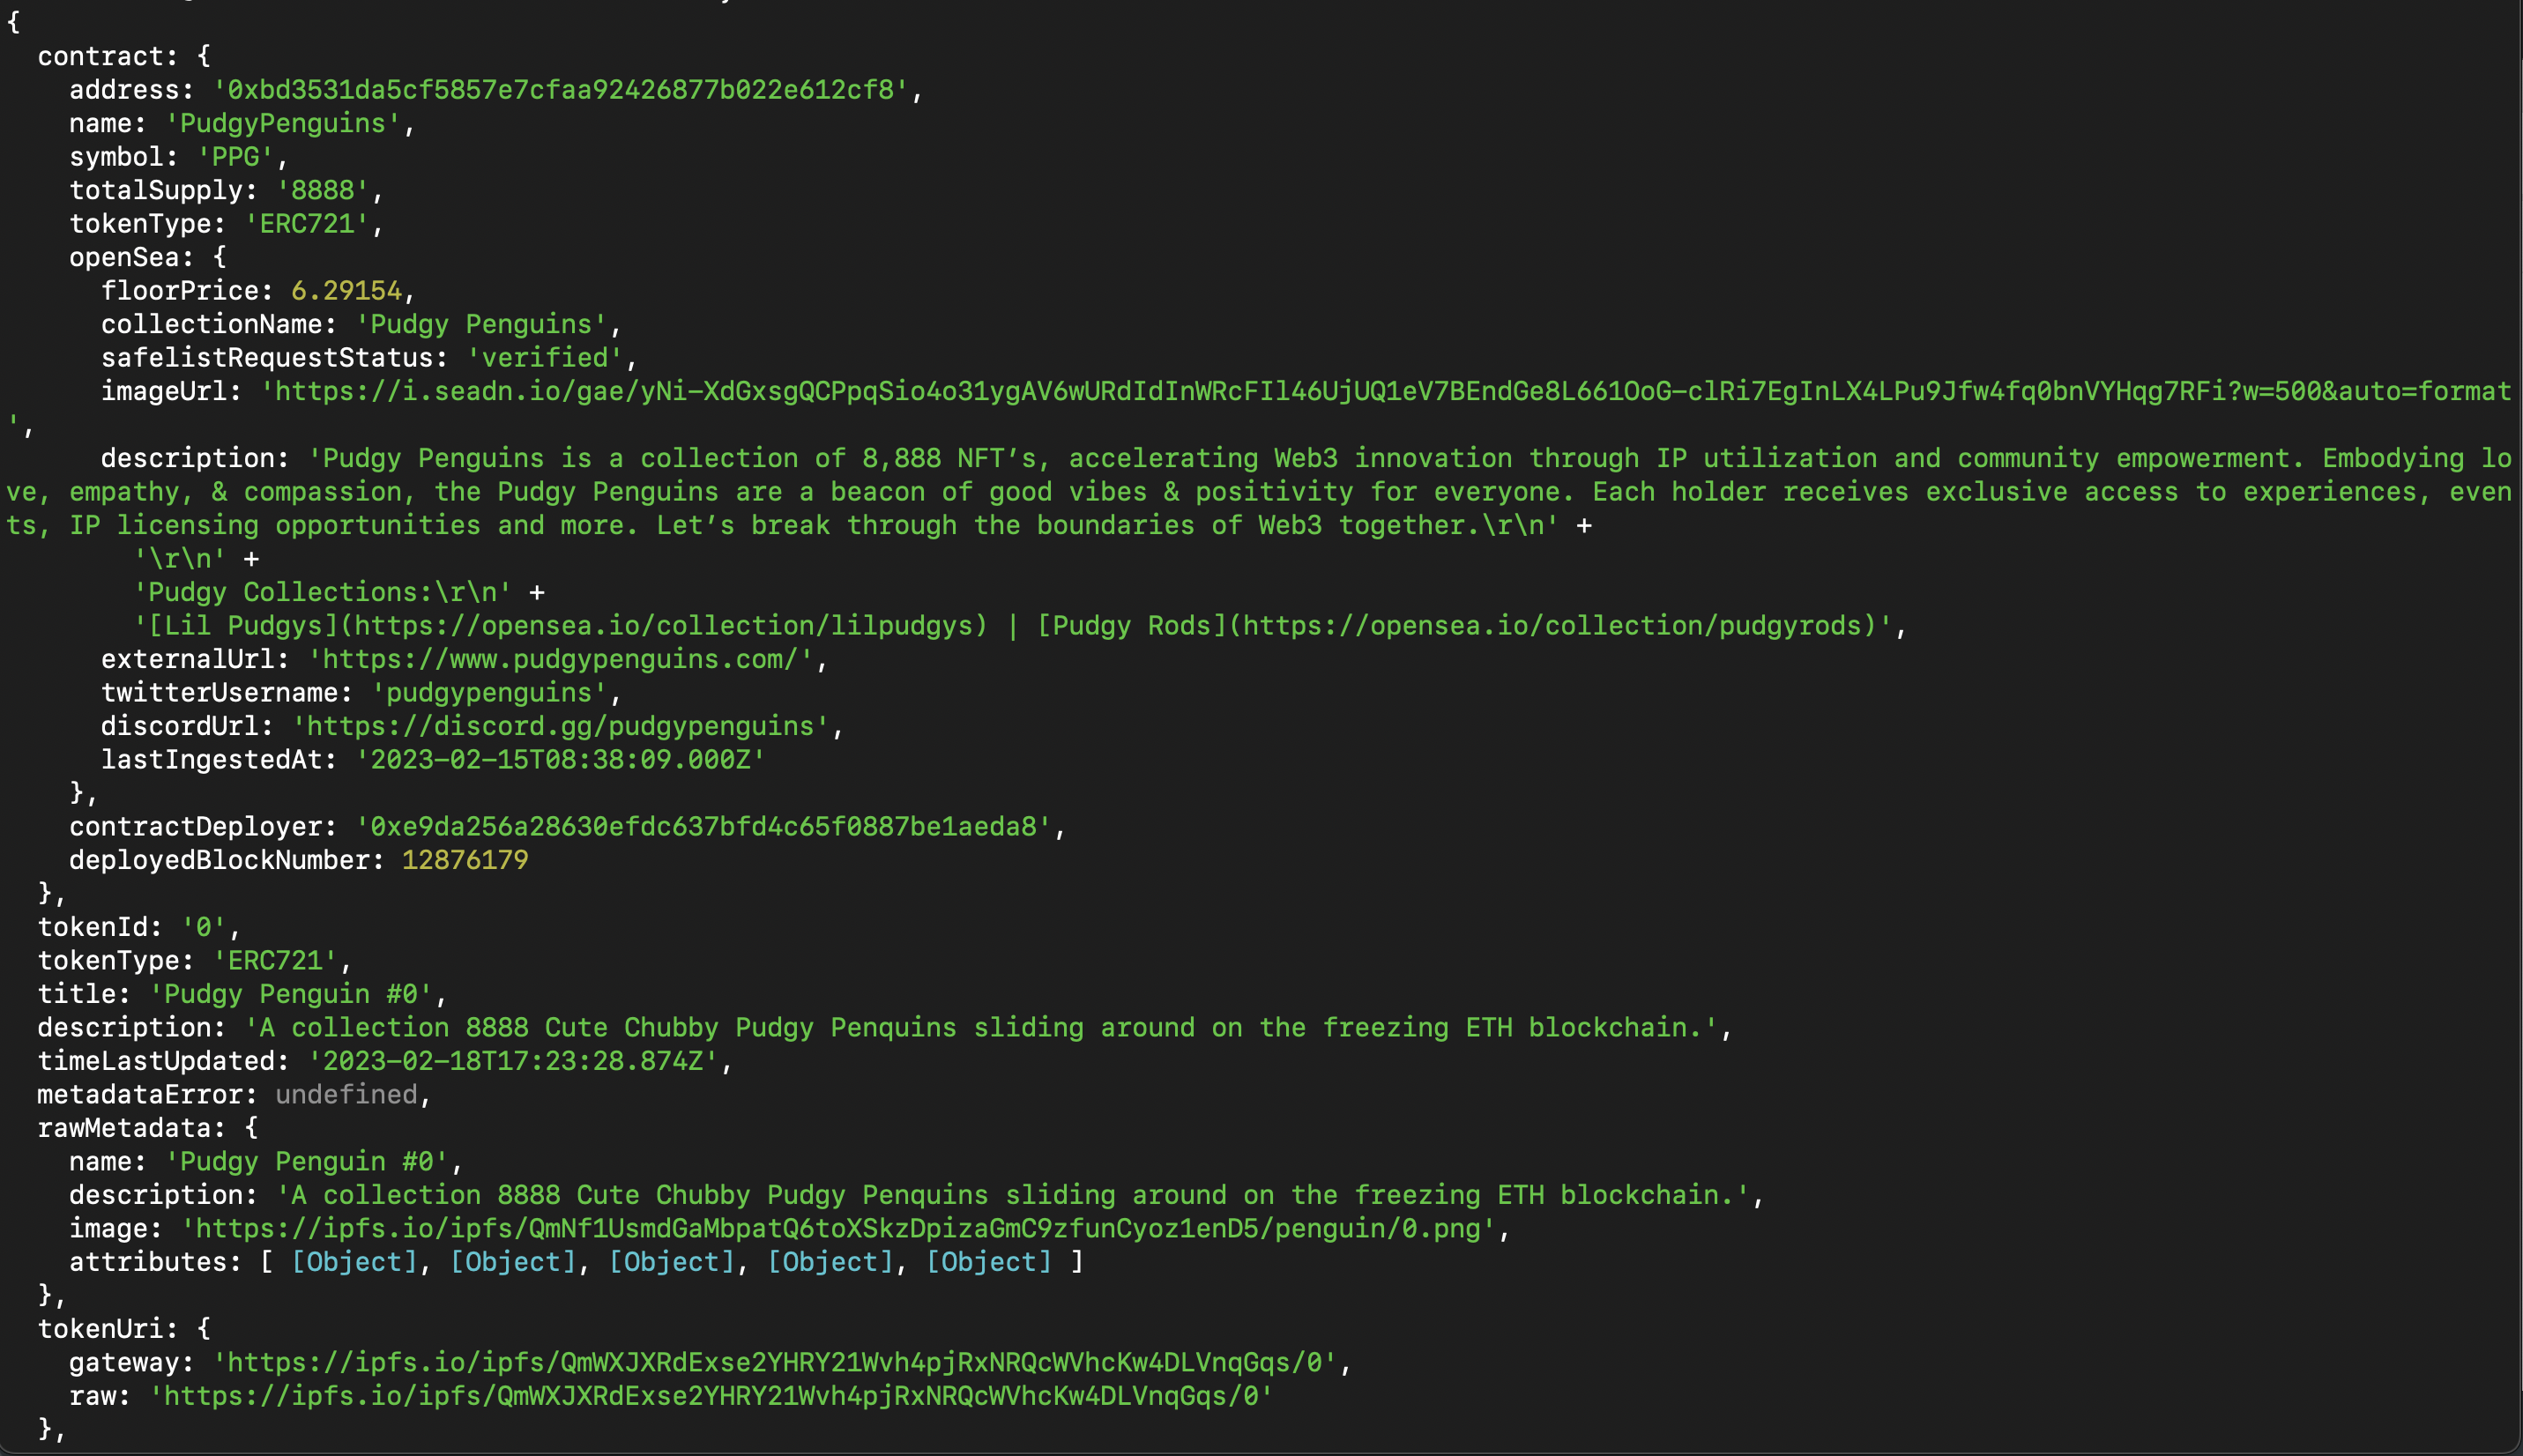 {
  contract: {
    address: '0xbd3531da5cf5857e7cfaa92426877b022e612cf8',
    name: 'PudgyPenguins',
    symbol: 'PPG',
    totalSupply: '8888',
    tokenType: 'ERC721',
    openSea: {
      floorPrice: 6.29154,
      collectionName: 'Pudgy Penguins',
      safelistRequestStatus: 'verified',
      imageUrl: 'https://i.seadn.io/gae/yNi-XdGxsgQCPpqSio4o31ygAV6wURdIdInWRcFIl46UjUQ1eV7BEndGe8L661OoG-clRi7EgInLX4LPu9Jfw4fq0bnVYHqg7RFi?w=500&auto=format
',
      description: 'Pudgy Penguins is a collection of 8,888 NFT’s, accelerating Web3 innovation through IP utilization and community empowerment. Embodying lo
ve, empathy, & compassion, the Pudgy Penguins are a beacon of good vibes & positivity for everyone. Each holder receives exclusive access to experiences, even
ts, IP licensing opportunities and more. Let’s break through the boundaries of Web3 together.\r\n' +
        '\r\n' +
        'Pudgy Collections:\r\n' +
        '[Lil Pudgys](https://opensea.io/collection/lilpudgys) | [Pudgy Rods](https://opensea.io/collection/pudgyrods)',
      externalUrl: 'https://www.pudgypenguins.com/',
      twitterUsername: 'pudgypenguins',
      discordUrl: 'https://discord.gg/pudgypenguins',
      lastIngestedAt: '2023-02-15T08:38:09.000Z'
    },
    contractDeployer: '0xe9da256a28630efdc637bfd4c65f0887be1aeda8',
    deployedBlockNumber: 12876179
  },
  tokenId: '0',
  tokenType: 'ERC721',
  title: 'Pudgy Penguin #0',
  description: 'A collection 8888 Cute Chubby Pudgy Penquins sliding around on the freezing ETH blockchain.',
  timeLastUpdated: '2023-02-18T17:23:28.874Z',
  metadataError: undefined,
  rawMetadata: {
    name: 'Pudgy Penguin #0',
    description: 'A collection 8888 Cute Chubby Pudgy Penquins sliding around on the freezing ETH blockchain.',
    image: 'https://ipfs.io/ipfs/QmNf1UsmdGaMbpatQ6toXSkzDpizaGmC9zfunCyoz1enD5/penguin/0.png',
    attributes: [ [Object], [Object], [Object], [Object], [Object] ]
  },
  tokenUri: {
    gateway: 'https://ipfs.io/ipfs/QmWXJXRdExse2YHRY21Wvh4pjRxNRQcWVhcKw4DLVnqGqs/0',
    raw: 'https://ipfs.io/ipfs/QmWXJXRdExse2YHRY21Wvh4pjRxNRQcWVhcKw4DLVnqGqs/0'
  },